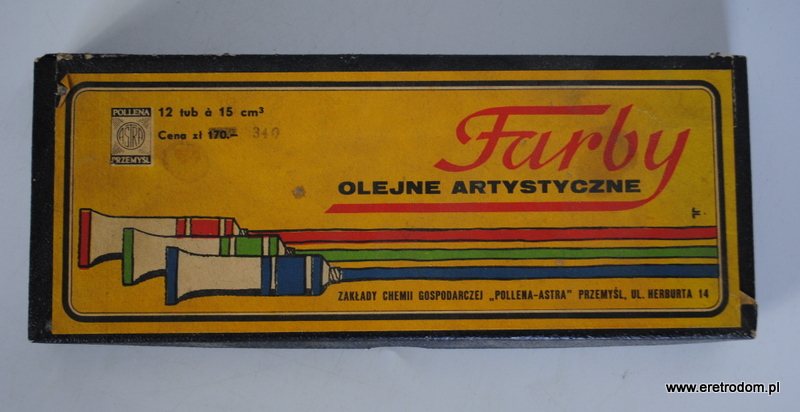 POLLENA
ASTRA
PRZEMYŚL
12 tub à 15 cm³
Cena zł 170.— 340
Farby
OLEJNE ARTYSTYCZNE
ZAKŁADY CHEMII GOSPODARCZEJ „POLLENA-ASTRA" PRZEMYŚL, UL. HERBURTA 14
www.eretrodom.pl